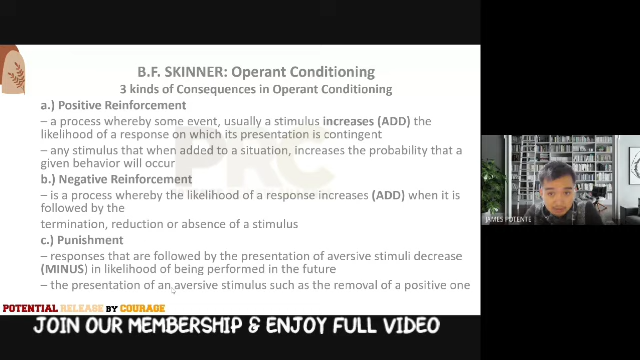 B.F. SKINNER: Operant Conditioning
3 kinds of Consequences in Operant Conditioning
a.) Positive Reinforcement
– a process whereby some event, usually a stimulus increases (ADD) the
likelihood of a response on which its presentation is contingent
– any stimulus that when added to a situation, increases the probability that a
given behavior will occur
b.) Negative Reinforcement
– is a process whereby the likelihood of a response increases (ADD) when it is
followed by the
termination, reduction or absence of a stimulus
c.) Punishment
– responses that are followed by the presentation of aversive stimuli decrease
(MINUS) in likelihood of being performed in the future
– the presentation of an aversive stimulus such as the removal of a positive one
PRC
JAMES POTENTE
POTENTIAL RELEASE BY COURAGE
JOIN OUR MEMBERSHIP & ENJOY FULL VIDEO